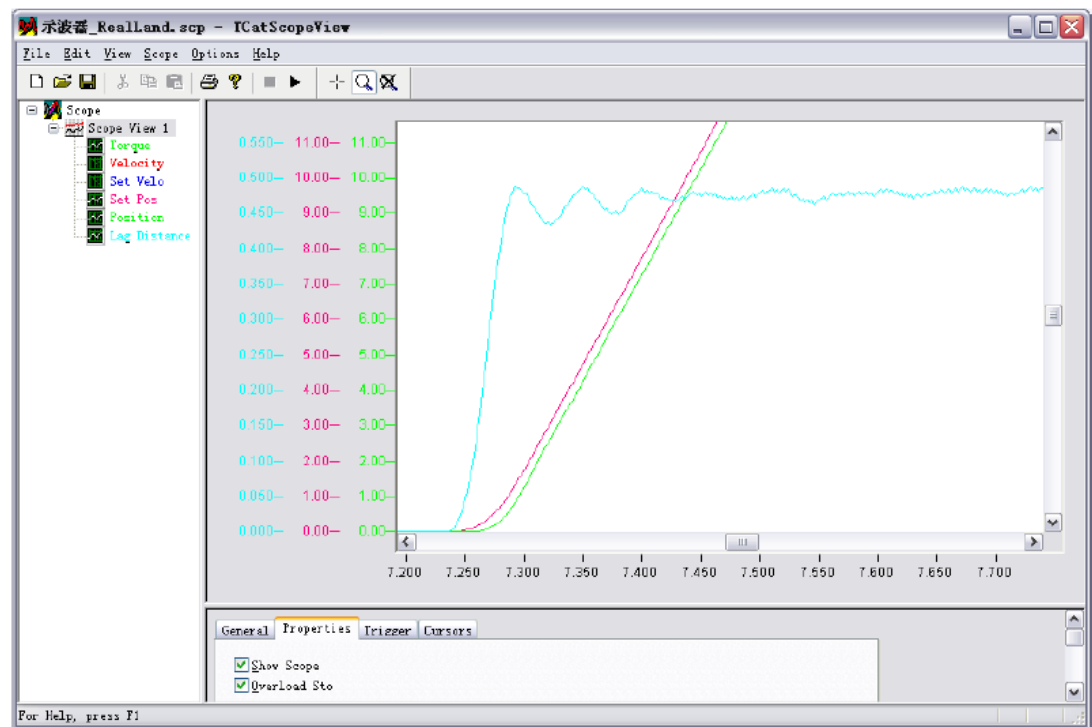 示波器_RealLand.scp - TCatScopeView
File Edit View Scope Options Help
Scope
Scope View 1
Torque
Velocity
Set Velo
Set Pos
Position
Lag Distance
0.550 11.00 11.00
0.500 10.00 10.00
0.450 9.00 9.00
0.400 8.00 8.00
0.350 7.00 7.00
0.300 6.00 6.00
0.250 5.00 5.00
0.200 4.00 4.00
0.150 3.00 3.00
0.100 2.00 2.00
0.050 1.00 1.00
0.000 0.00 0.00
7.200 7.250 7.300 7.350 7.400 7.450 7.500 7.550 7.600 7.650 7.700
General Properties Trigger Cursors
Show Scope
Overload Sto
For Help, press F1